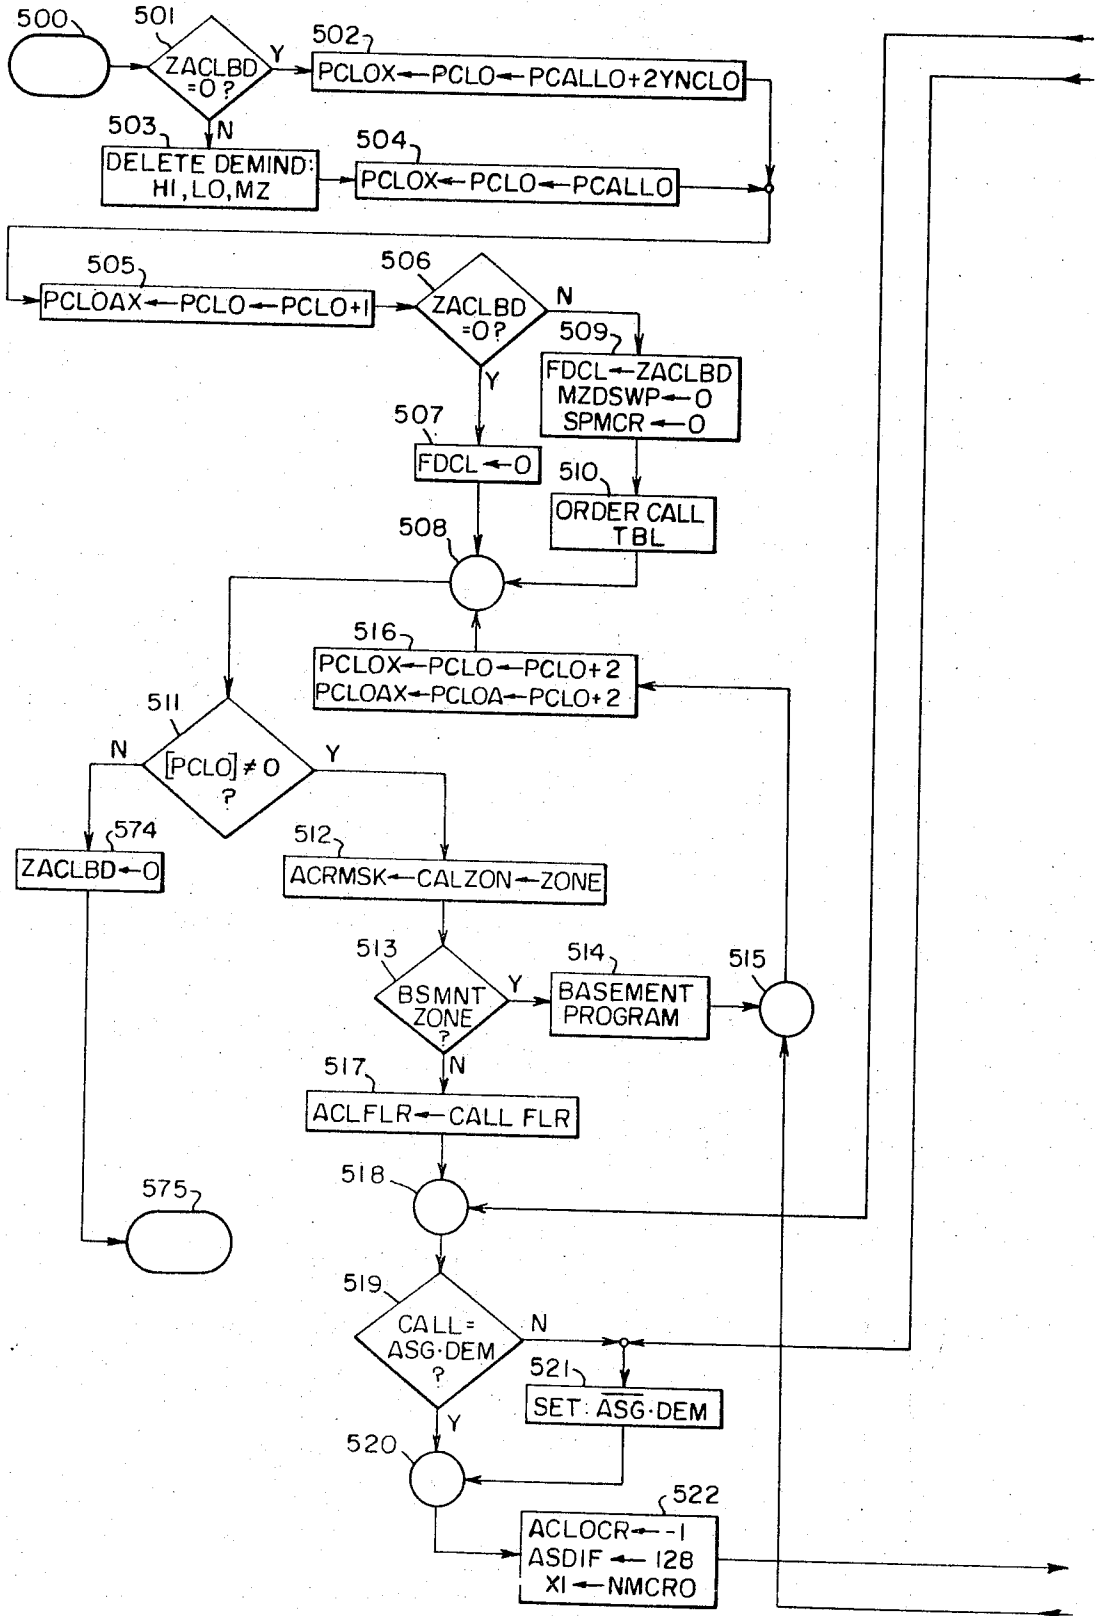 500
501
ZACLBD
=0?
Y
N
502
PCLOX←PCLO←PCALLO+2YNCLO
503
DELETE DEMIND:
HI, LO, MZ
504
PCLOX←PCLO←PCALLO
505
PCLOAX←PCLO←PCLO+1
506
ZACLBD
=0?
N
Y
509
FDCL←ZACLBD
MZDSWP←0
SPMCR←0
507
FDCL←0
510
ORDER CALL
TBL
508
516
PCLOX←PCLO←PCLO+2
PCLOAX←PCLOA←PCLO+2
511
N
Y
[PCLO]≠0
?
574
ZACLBD←0
512
ACRMSK←CALZON←ZONE
513
BSMNT
ZONE
?
Y
N
514
BASEMENT
PROGRAM
515
517
ACLFLR←CALL FLR
518
575
519
CALL=
ASG·DEM
?
N
Y
521
SET: A̅S̅G̅·DEM
520
522
ACLOCR←-1
ASDIF←128
XI←NMCRO